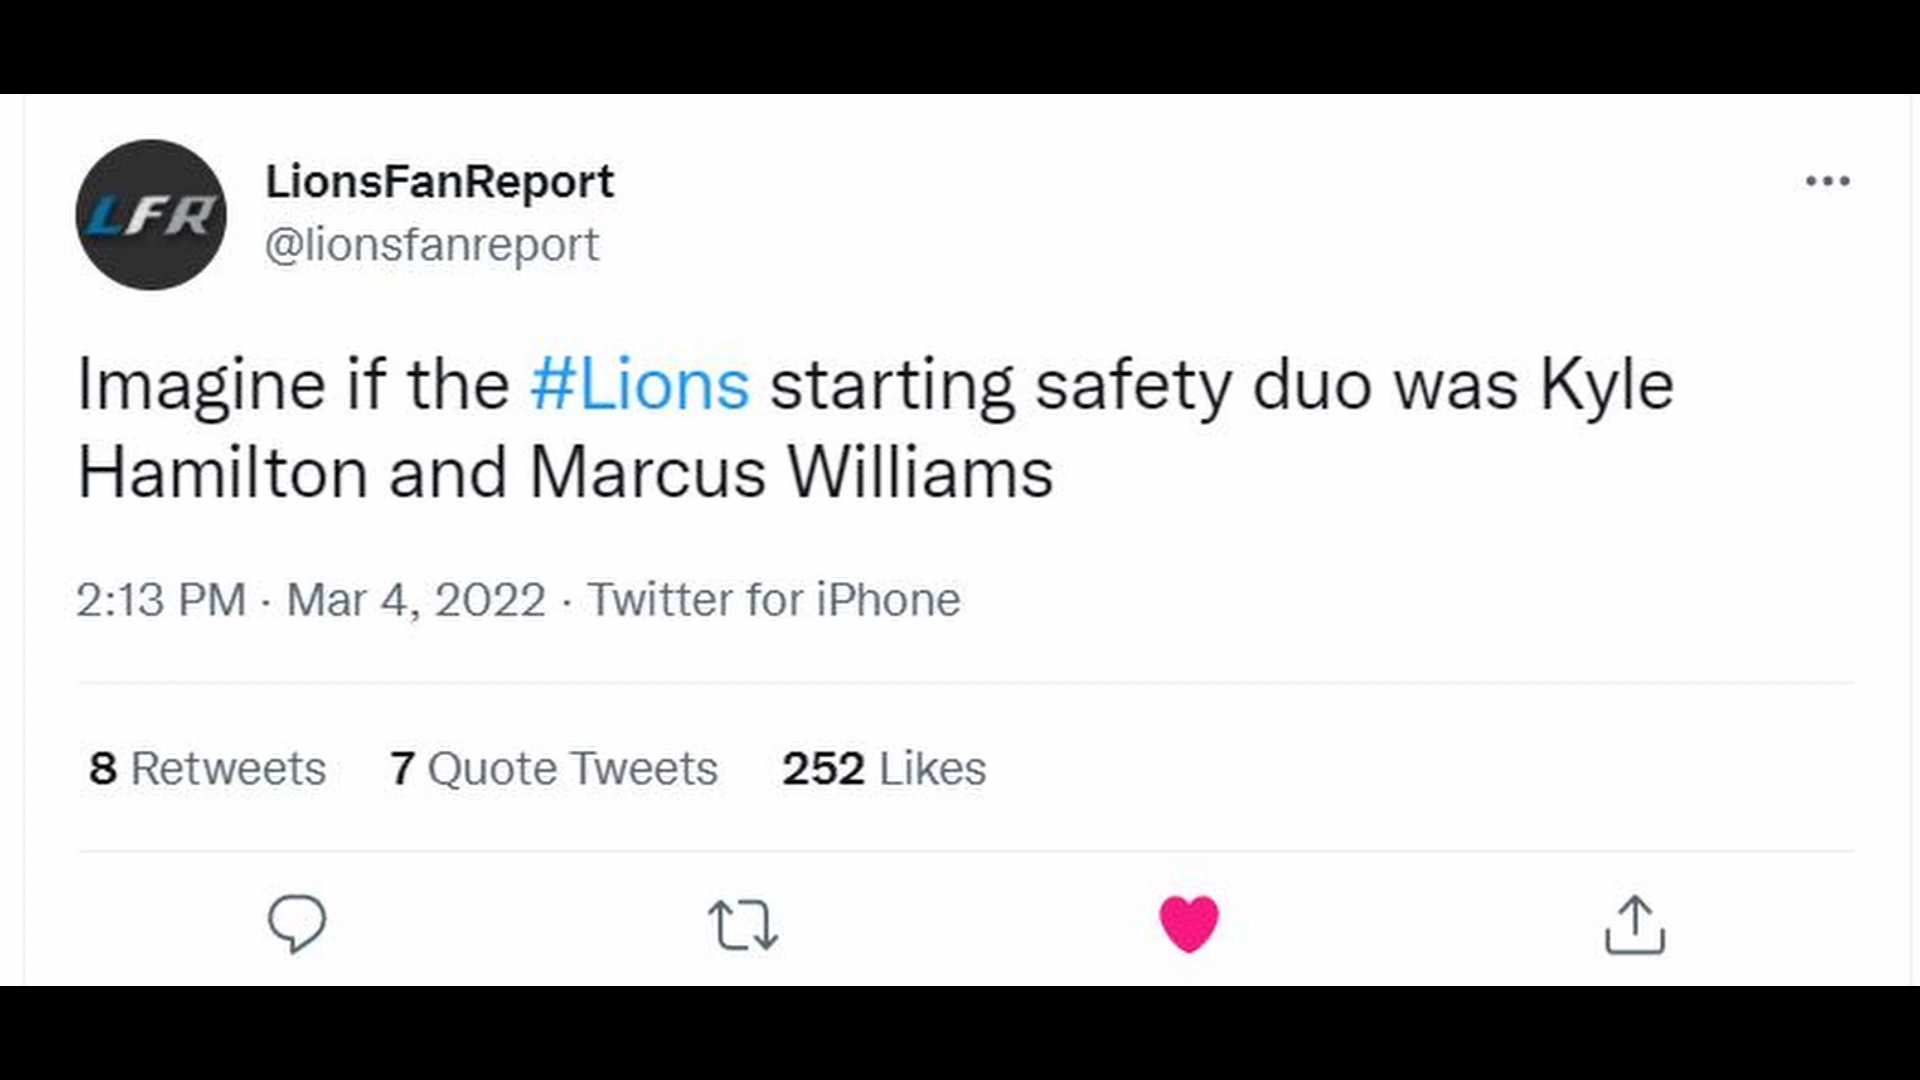 LFR
LionsFanReport
@lionsfanreport
Imagine if the #Lions starting safety duo was Kyle
Hamilton and Marcus Williams
2:13 PM · Mar 4, 2022 · Twitter for iPhone
8 Retweets 7 Quote Tweets 252 Likes